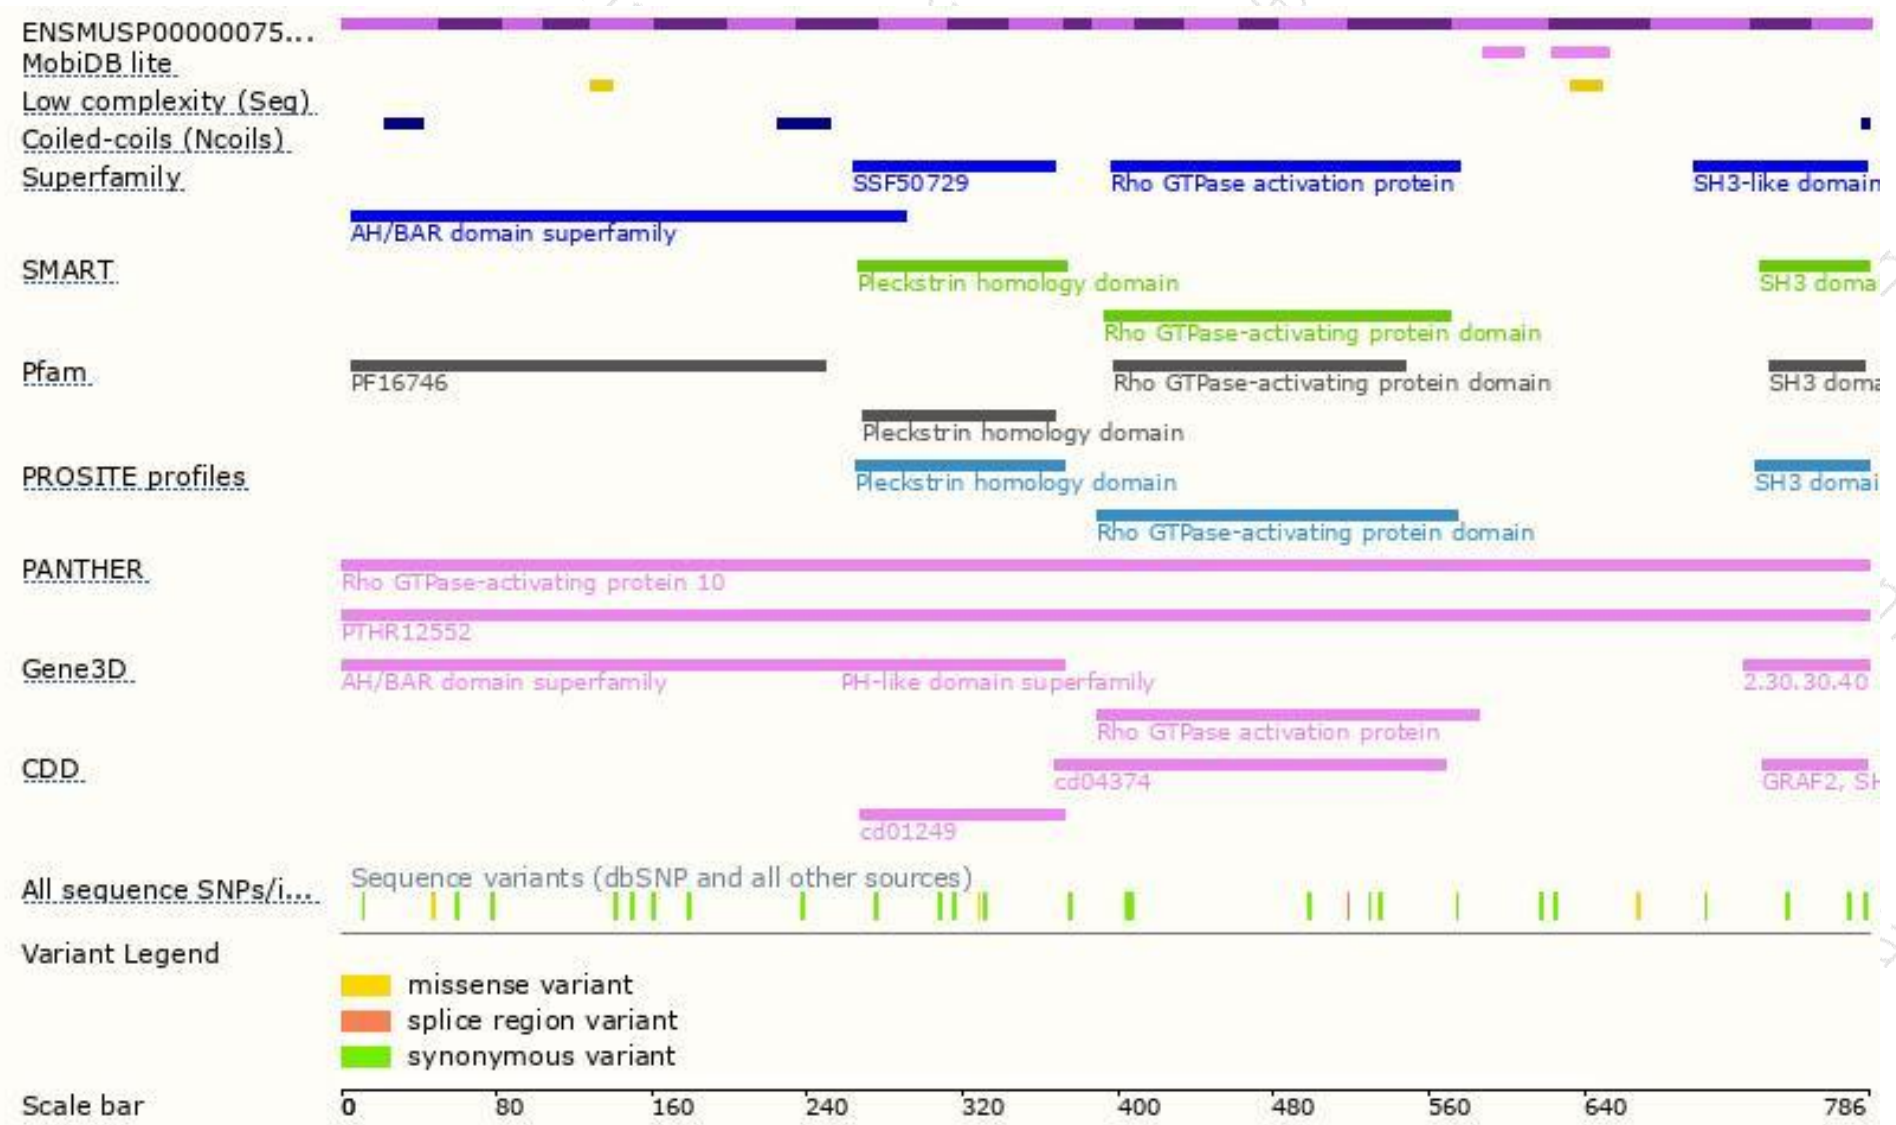 ENSMUSP00000075...
MobiDB lite
Low complexity (Seg)
Coiled-coils (Ncoils)
Superfamily
SSF50729 Rho GTPase activation protein SH3-like domain
AH/BAR domain superfamily
SMART
Pleckstrin homology domain SH3 doma
Rho GTPase-activating protein domain
Pfam
PF16746 Rho GTPase-activating protein domain SH3 doma
Pleckstrin homology domain
PROSITE profiles
Pleckstrin homology domain SH3 domai
Rho GTPase-activating protein domain
PANTHER
Rho GTPase-activating protein 10
PTHR12552
Gene3D
AH/BAR domain superfamily PH-like domain superfamily 2.30.30.40
Rho GTPase activation protein
CDD
cd04374 GRAF2, SH
cd01249
All sequence SNPs/i...
Sequence variants (dbSNP and all other sources)
Variant Legend
missense variant
splice region variant
synonymous variant
Scale bar 0 80 160 240 320 400 480 560 640 786